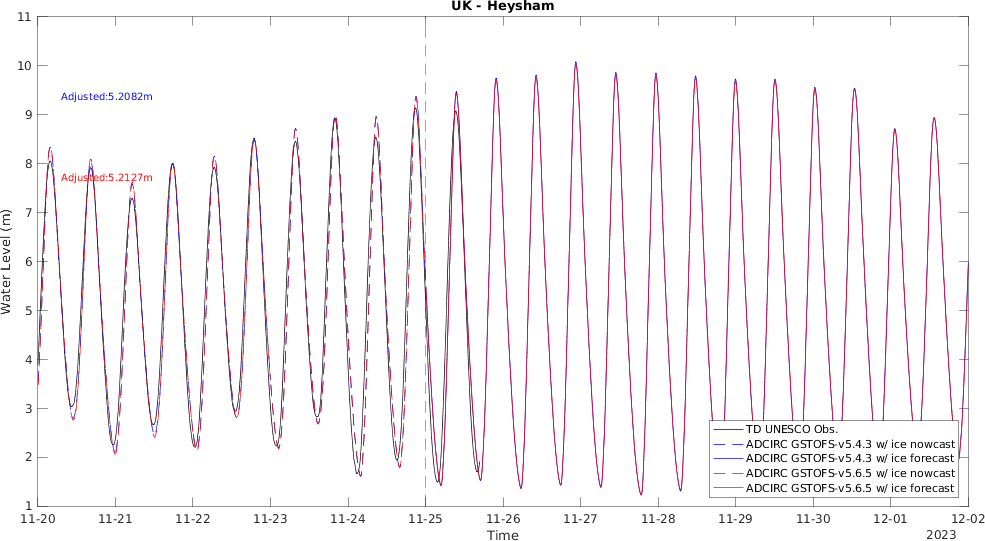 UK - Heysham
11
10
9
8
7
6
5
4
3
2
1
Water Level (m)
Adjusted:5.2082m
Adjusted:5.2127m
TD UNESCO Obs.
ADCIRC GSTOFS-v5.4.3 w/ ice nowcast
ADCIRC GSTOFS-v5.4.3 w/ ice forecast
ADCIRC GSTOFS-v5.6.5 w/ ice nowcast
ADCIRC GSTOFS-v5.6.5 w/ ice forecast
11-20 11-21 11-22 11-23 11-24 11-25 11-26 11-27 11-28 11-29 11-30 12-01 12-02
Time
2023